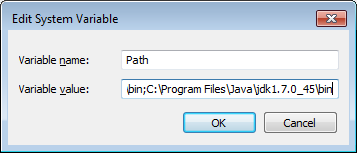 Edit System Variable
Variable name: Path
Variable value: \bin;C:\Program Files\Java\jdk1.7.0_45\bin
OK Cancel